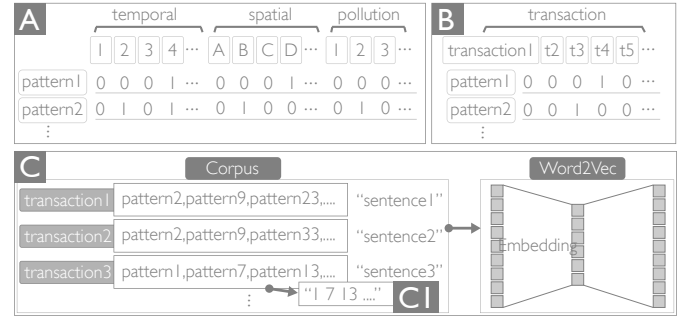 A
temporal spatial pollution
1 2 3 4 ... A B C D ... 1 2 3 ...
pattern1 0 0 0 1 ... 0 0 0 1 ... 0 0 0 ...
pattern2 0 1 0 1 ... 0 1 0 0 ... 0 1 0 ...
⋮
B
transaction
transaction1 t2 t3 t4 t5 ...
pattern1 0 0 0 1 0
pattern2 0 0 1 0 0 ...
⋮
C
Corpus
transaction1 pattern2,pattern9,pattern23,.... “sentence1”
transaction2 pattern2,pattern9,pattern33,.... “sentence2”
transaction3 pattern1,pattern7,pattern13,.... “sentence3”
⋮
“1 7 13 ....” C1
Word2Vec
Embedding